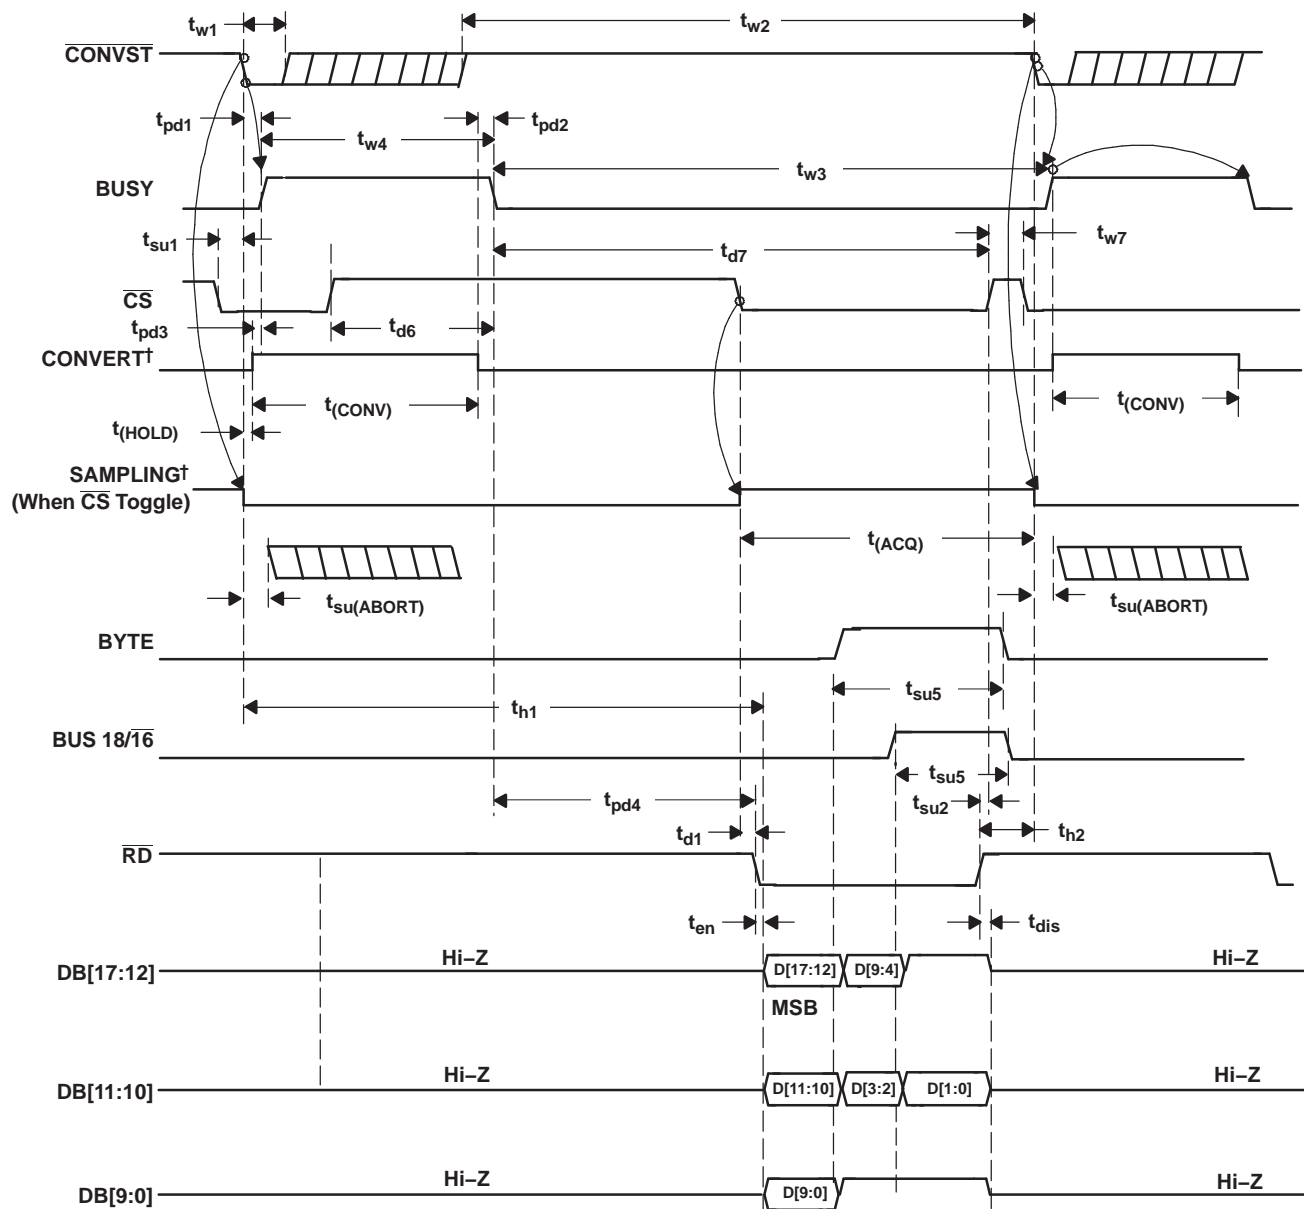 tw1
tw2
CONVST
tpd1
tw4
tpd2
tw3
BUSY
tsu1
tw7
td7
CS
tpd3
td6
CONVERT†
t(CONV)
t(CONV)
t(HOLD)
SAMPLING†
(When CS Toggle)
t(ACQ)
tsu(ABORT)
tsu(ABORT)
BYTE
tsu5
th1
BUS 18/16
tsu5
tpd4
tsu2
td1
th2
RD
ten
tdis
Hi–Z
Hi–Z
DB[17:12]
D[17:12]
D[9:4]
MSB
Hi–Z
Hi–Z
DB[11:10]
D[11:10]
D[3:2]
D[1:0]
Hi–Z
Hi–Z
DB[9:0]
D[9:0]